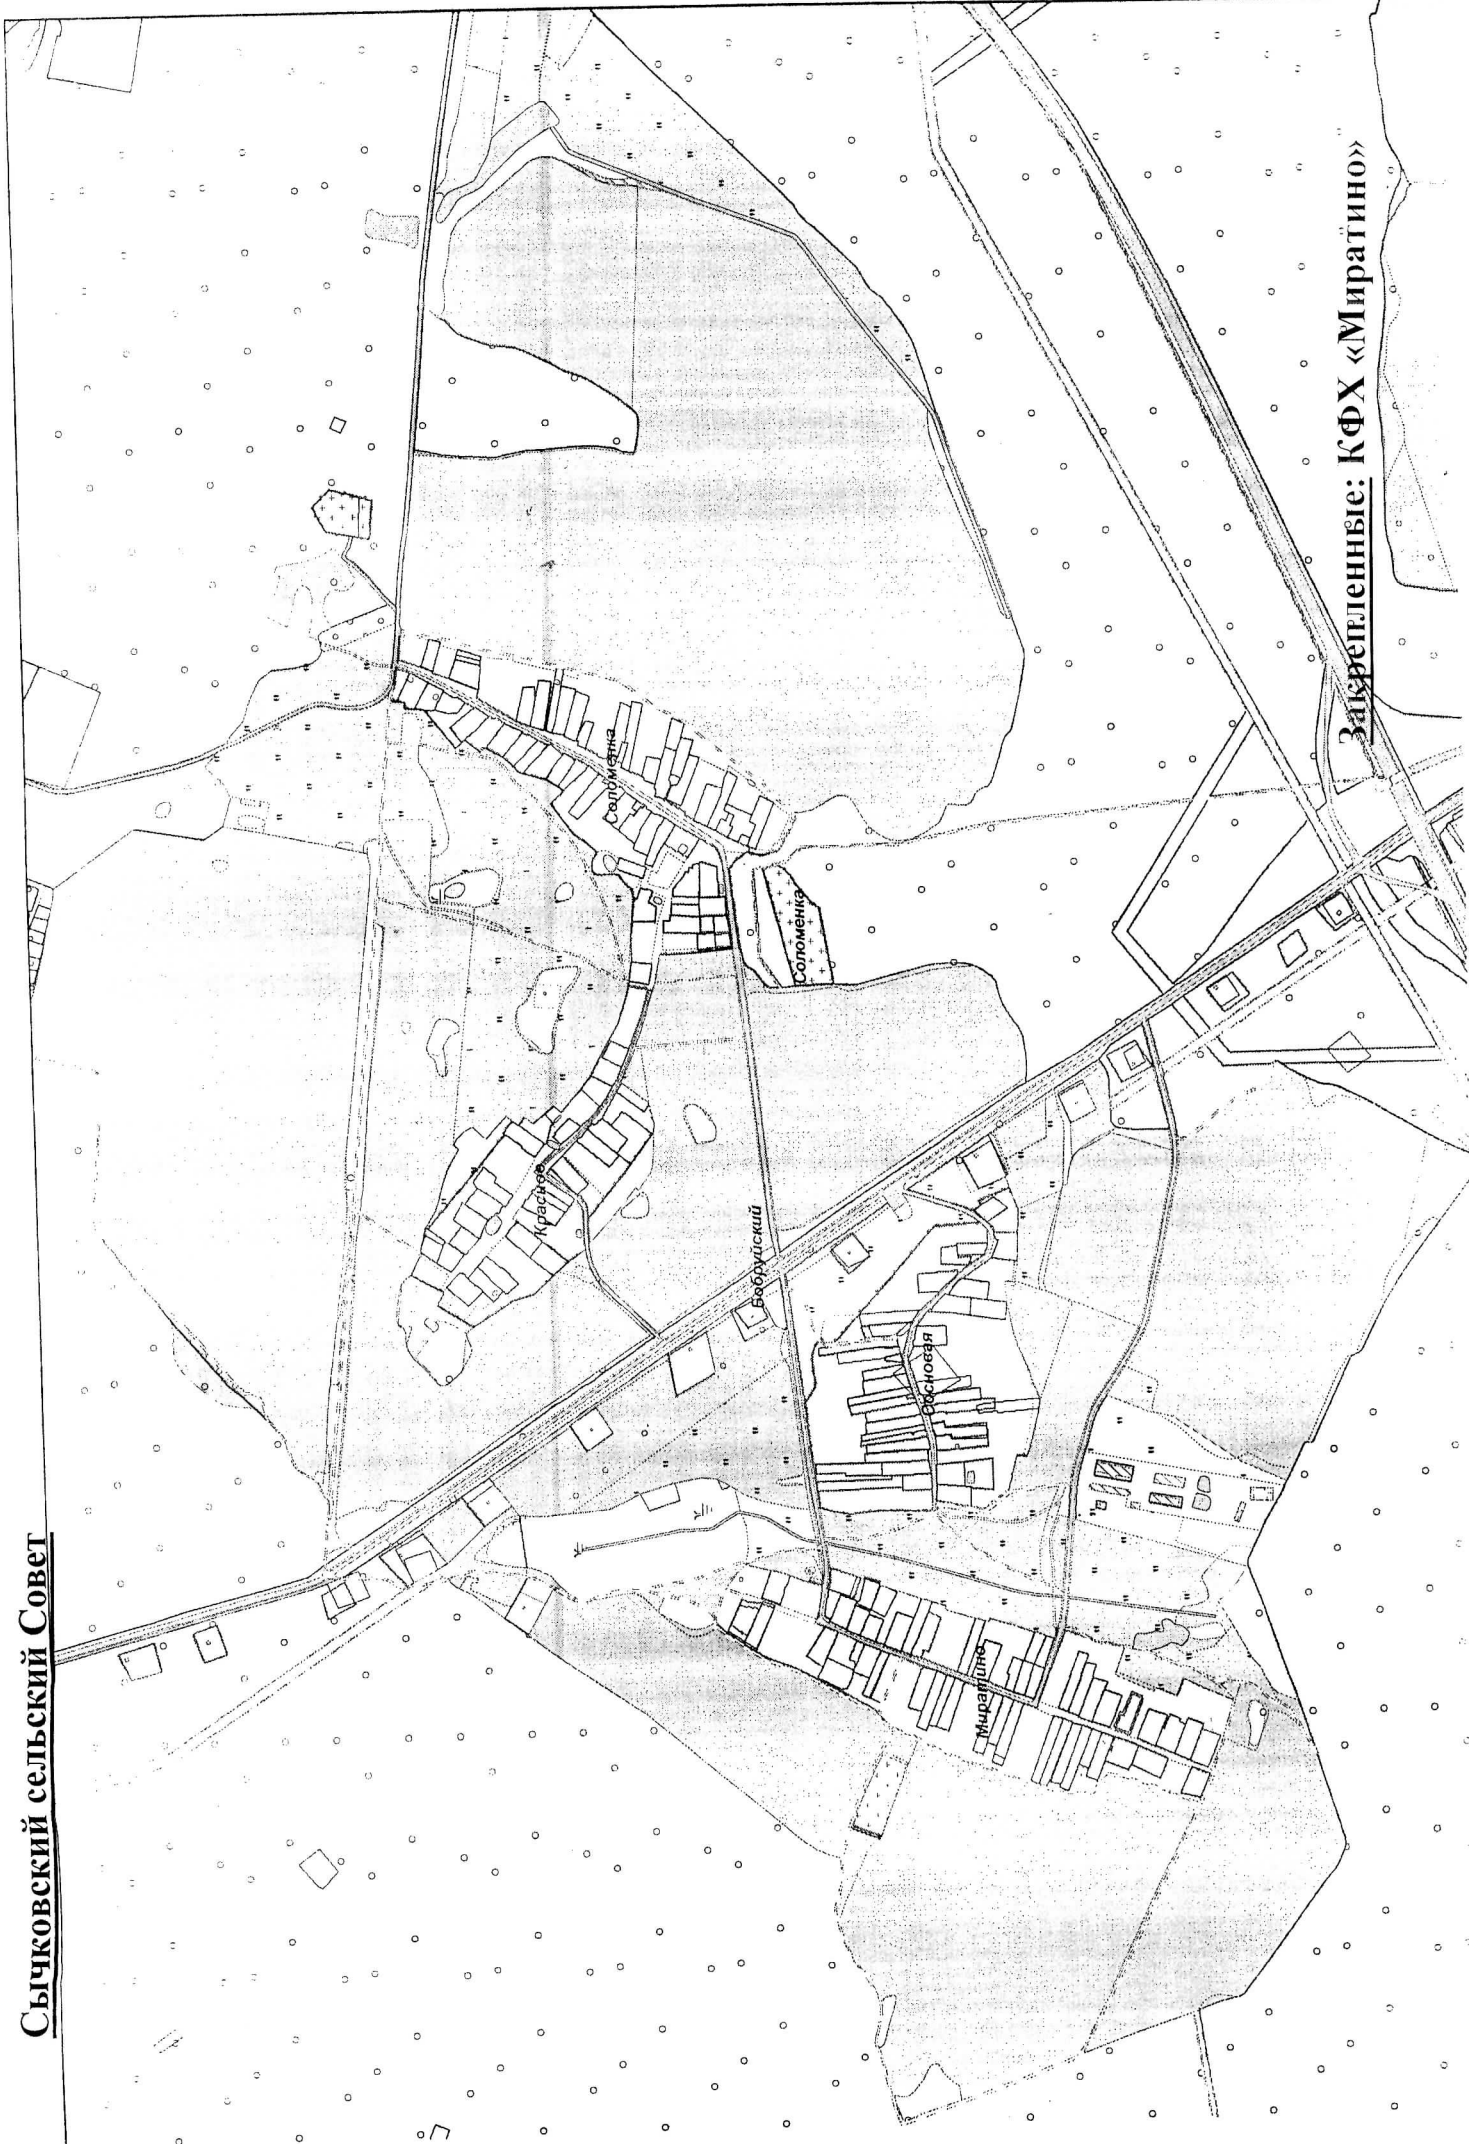 Сычковский сельский Совет
Красное
Соломенка
Соломенка
Бобруйский
Сосновая
Миратино
Закрепленные: КФХ «Миратино»